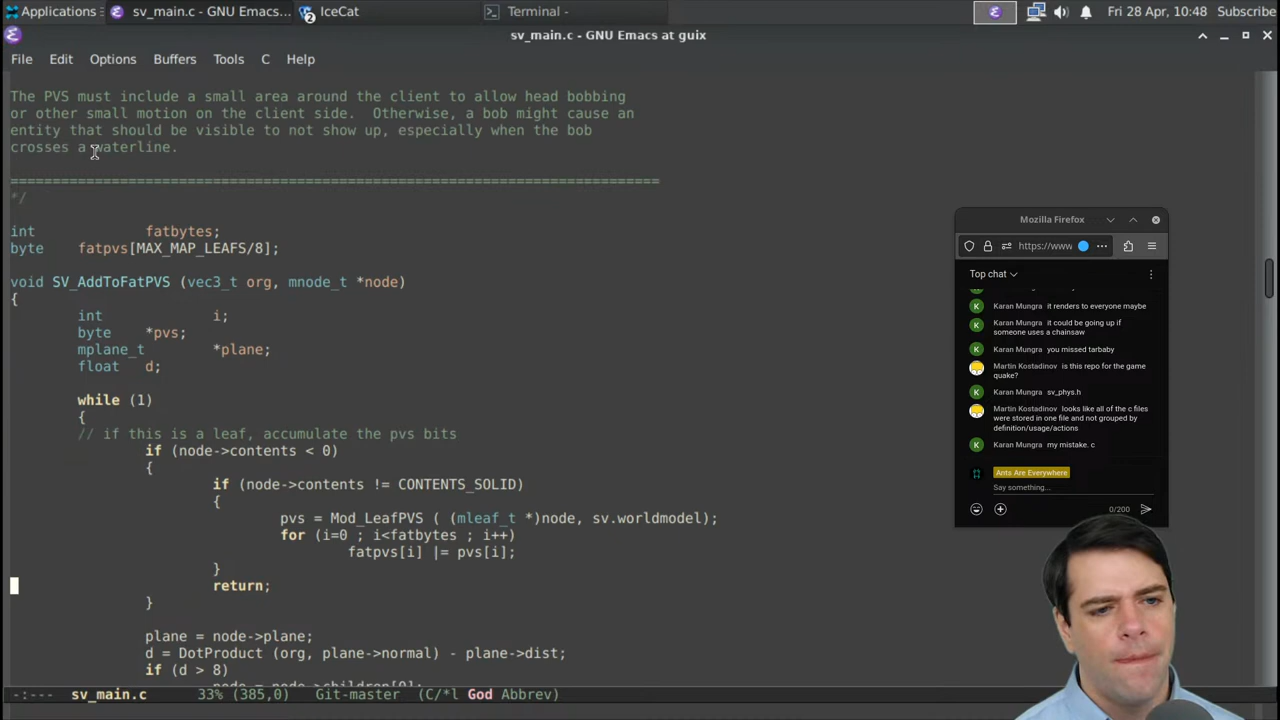 Applications
sv_main.c - GNU Emacs...
2
IceCat
Terminal -
Fri 28 Apr, 10:48
Subscribe
sv_main.c - GNU Emacs at guix
File Edit Options Buffers Tools C Help
The PVS must include a small area around the client to allow head bobbing
or other small motion on the client side.  Otherwise, a bob might cause an
entity that should be visible to not show up, especially when the bob
crosses a waterline.
=============================================================================
*/
int fatbytes;
byte fatpvs[MAX_MAP_LEAFS/8];
void SV_AddToFatPVS (vec3_t org, mnode_t *node)
{
int i;
byte *pvs;
mplane_t *plane;
float d;
while (1)
{
// if this is a leaf, accumulate the pvs bits
if (node->contents < 0)
{
if (node->contents != CONTENTS_SOLID)
{
pvs = Mod_LeafPVS ( (mleaf_t *)node, sv.worldmodel);
for (i=0 ; i<fatbytes ; i++)
fatpvs[i] |= pvs[i];
}
return;
}
plane = node->plane;
d = DotProduct (org, plane->normal) - plane->dist;
if (d > 8)
node = node->children[0];
-:--- sv_main.c 33% (385,0) Git-master (C/*l God Abbrev)
Mozilla Firefox
https://www
Top chat
K Karan Mungra it renders to everyone maybe
K Karan Mungra it could be going up if
someone uses a chainsaw
K Karan Mungra you missed tarbaby
Martin Kostadinov is this repo for the game
quake?
K Karan Mungra sv_phys.h
Martin Kostadinov looks like all of the c files
were stored in one file and not grouped by
definition/usage/actions
K Karan Mungra my mistake. c
Ants Are Everywhere
Say something...
0/200